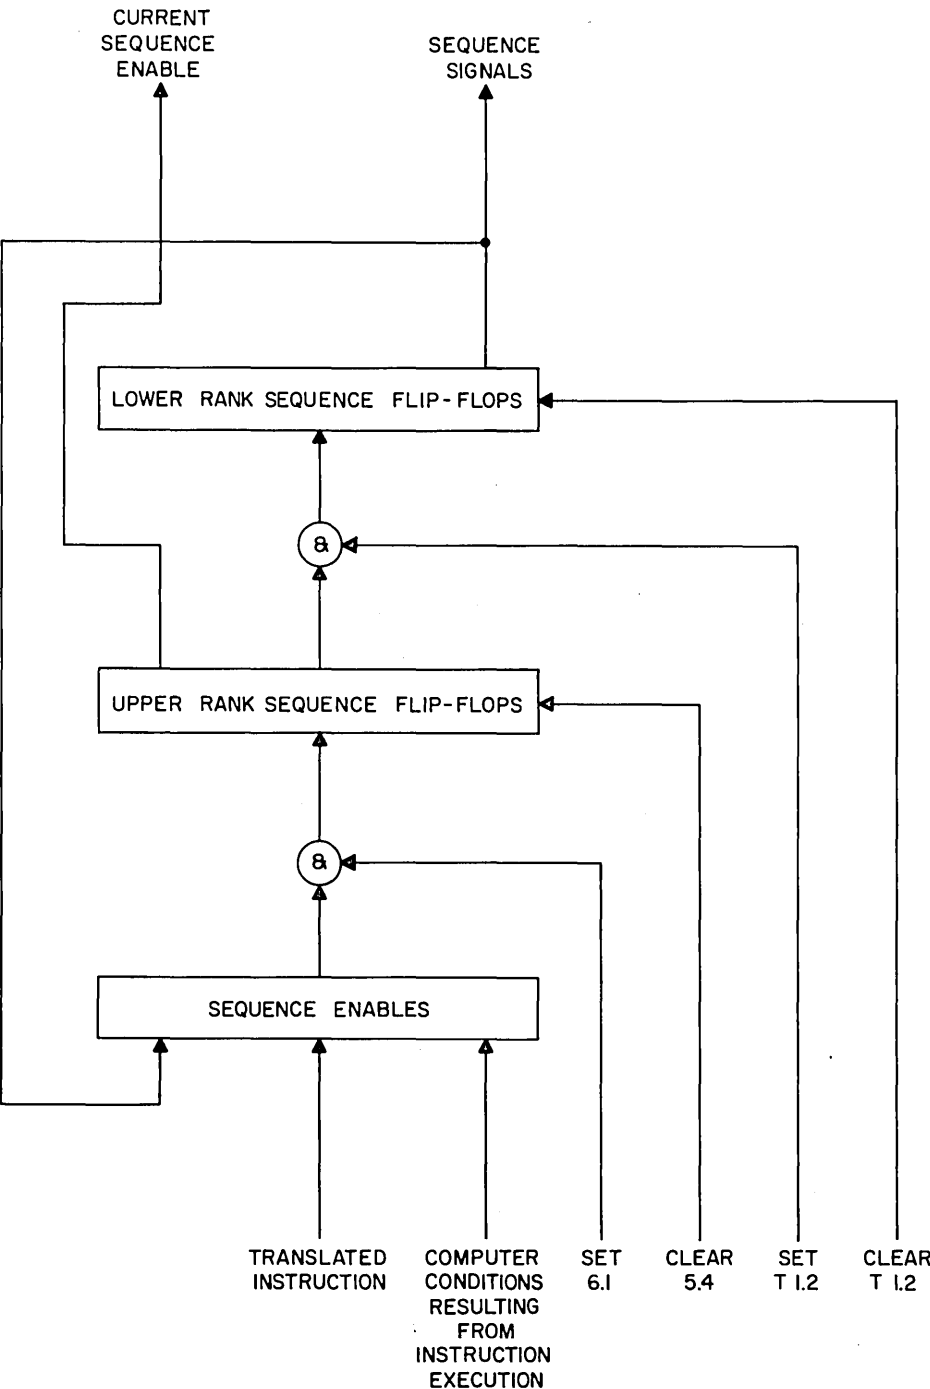 CURRENT
SEQUENCE
ENABLE
SEQUENCE
SIGNALS
LOWER RANK SEQUENCE FLIP-FLOPS
&
UPPER RANK SEQUENCE FLIP-FLOPS
&
SEQUENCE ENABLES
TRANSLATED
INSTRUCTION
COMPUTER
CONDITIONS
RESULTING
FROM
INSTRUCTION
EXECUTION
SET
6.1
CLEAR
5.4
SET
T 1.2
CLEAR
T 1.2